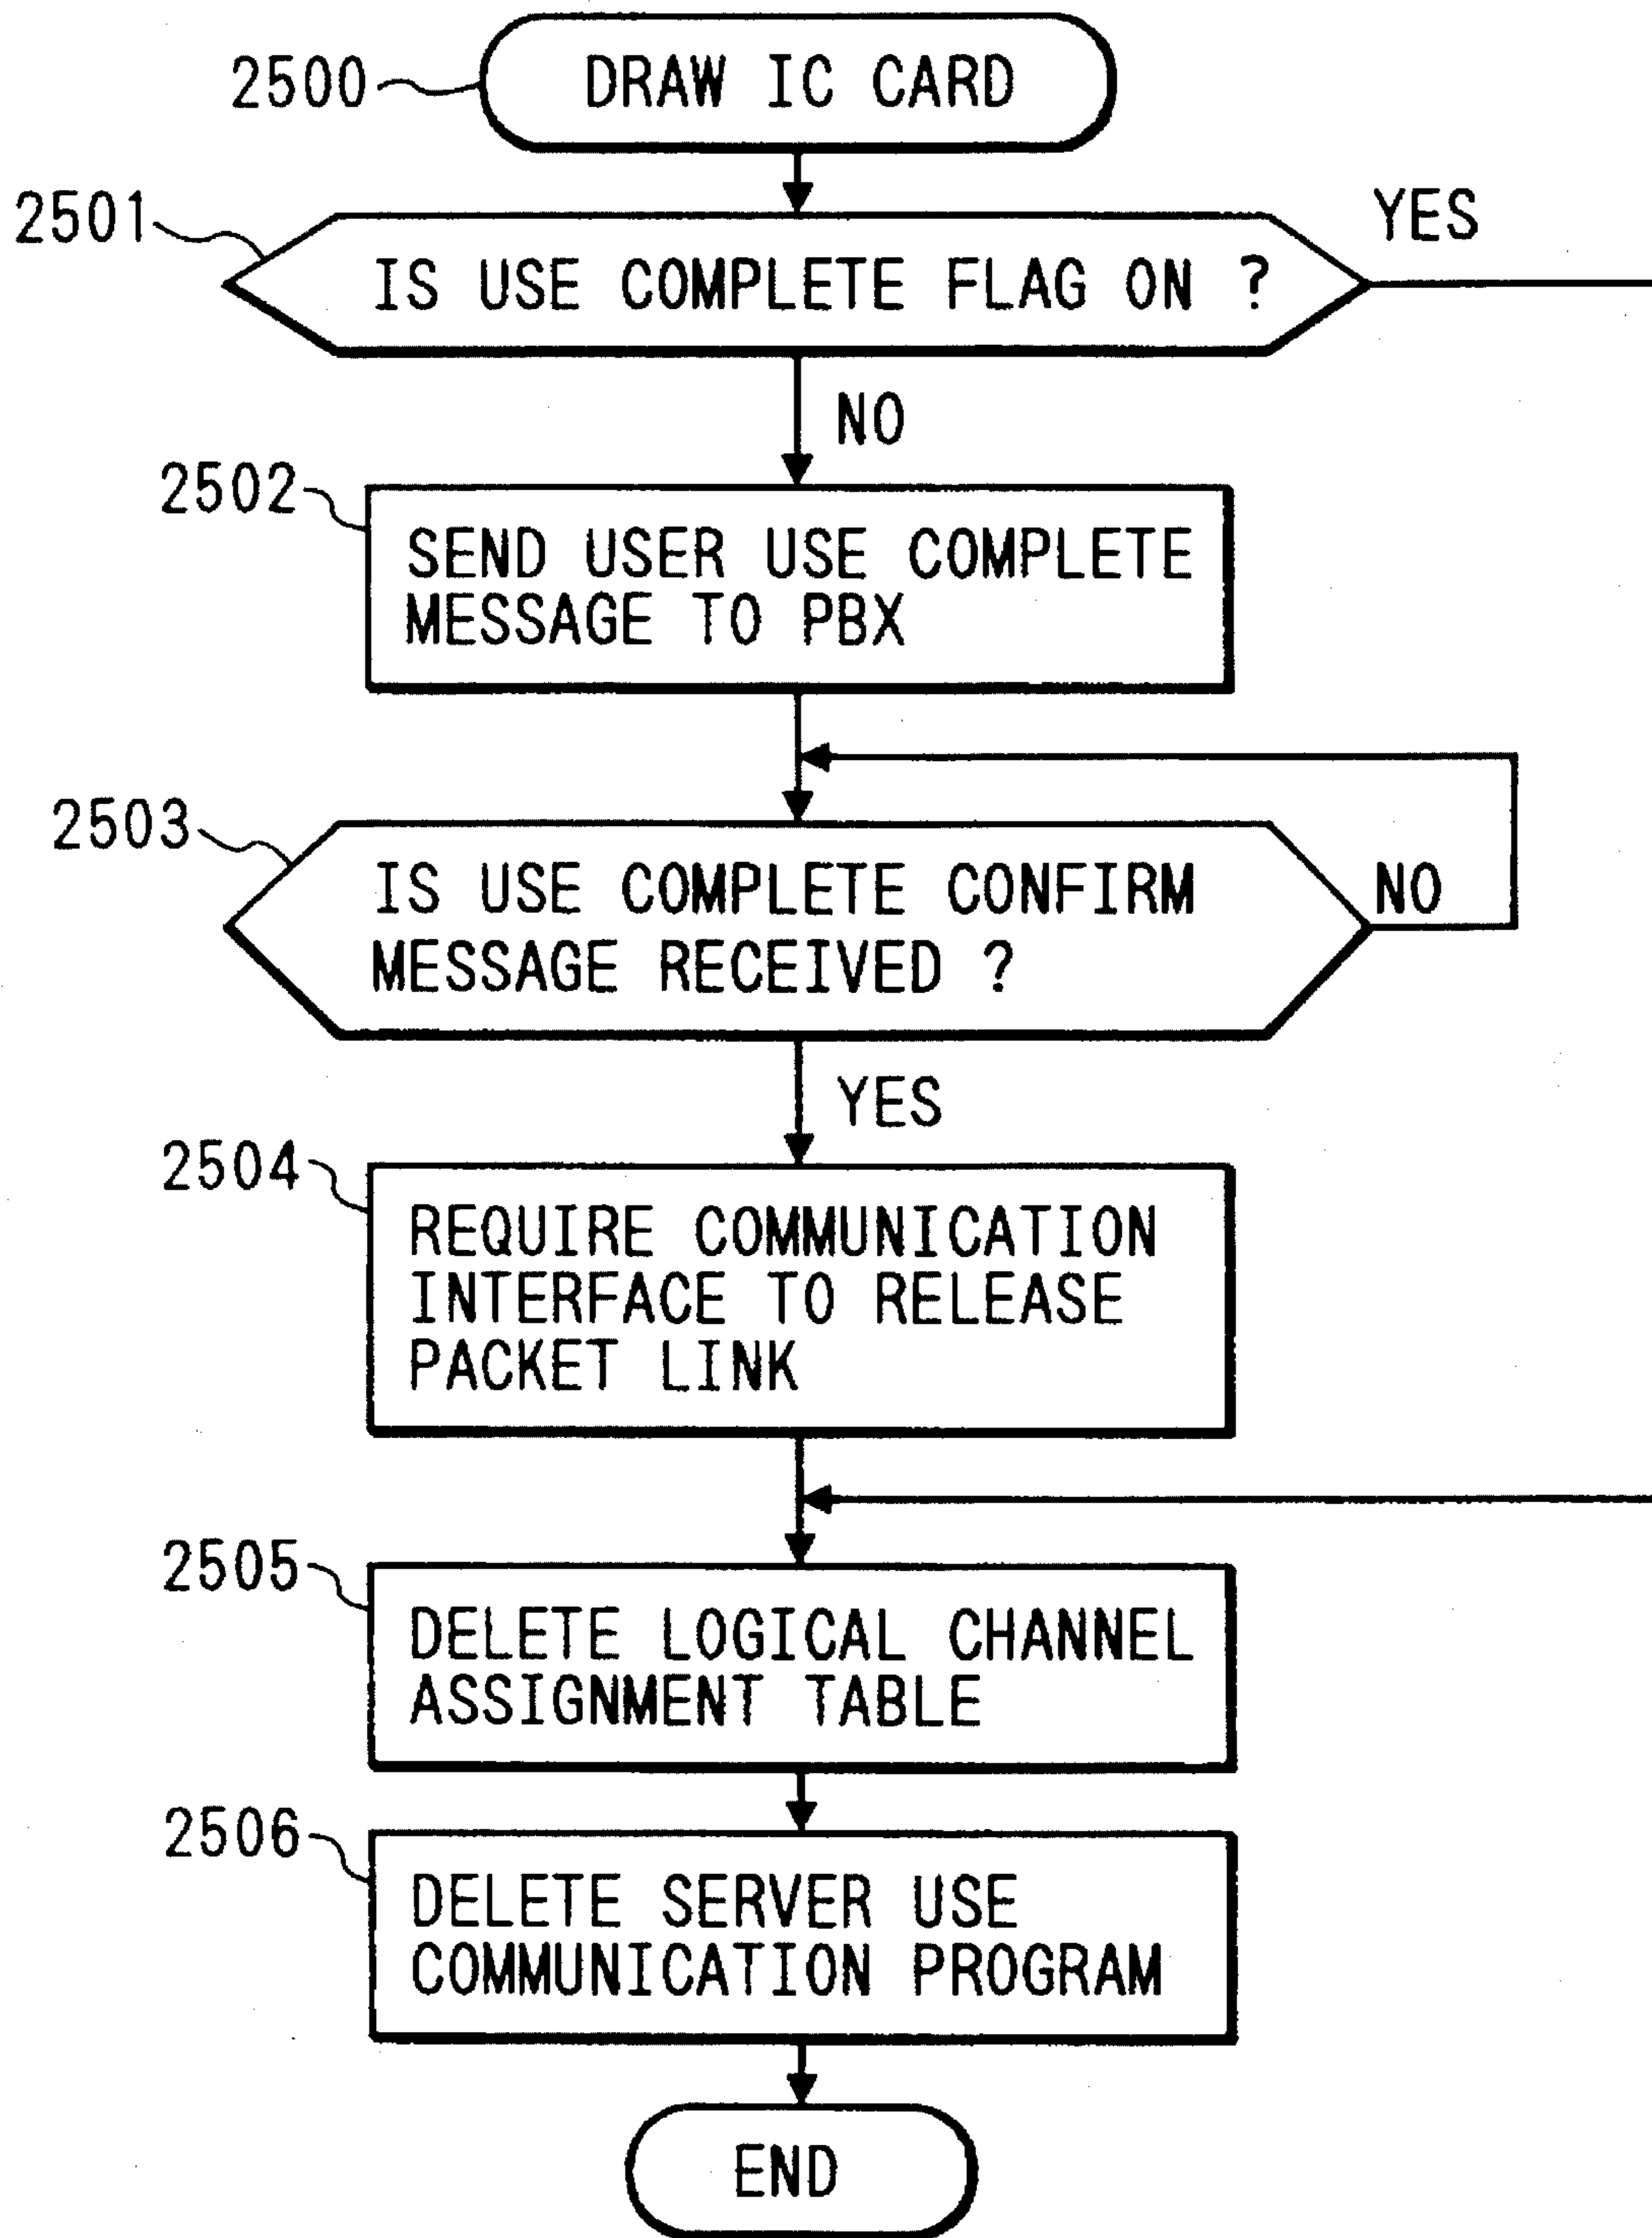 2500
DRAW IC CARD
2501
YES
IS USE COMPLETE FLAG ON ?
NO
2502
SEND USER USE COMPLETE
MESSAGE TO PBX
2503
IS USE COMPLETE CONFIRM
MESSAGE RECEIVED ?
NO
YES
2504
REQUIRE COMMUNICATION
INTERFACE TO RELEASE
PACKET LINK
2505
DELETE LOGICAL CHANNEL
ASSIGNMENT TABLE
2506
DELETE SERVER USE
COMMUNICATION PROGRAM
END